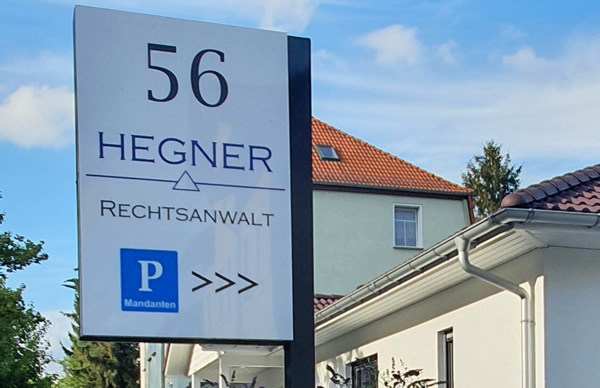 56
HEGNER
RECHTSANWALT
P >>>
Mandanten